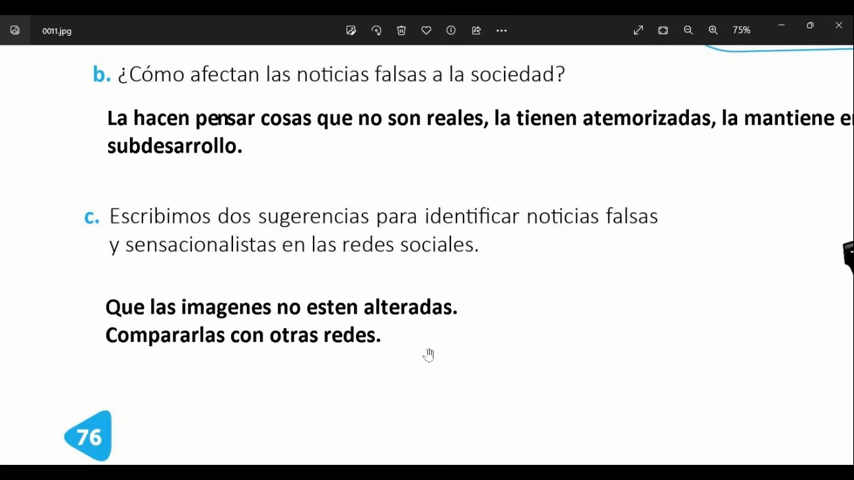 0011.jpg
75%
b. ¿Cómo afectan las noticias falsas a la sociedad?
La hacen pensar cosas que no son reales, la tienen atemorizadas, la mantiene en
subdesarrollo.
c. Escribimos dos sugerencias para identificar noticias falsas
y sensacionalistas en las redes sociales.
Que las imagenes no esten alteradas.
Compararlas con otras redes.
76